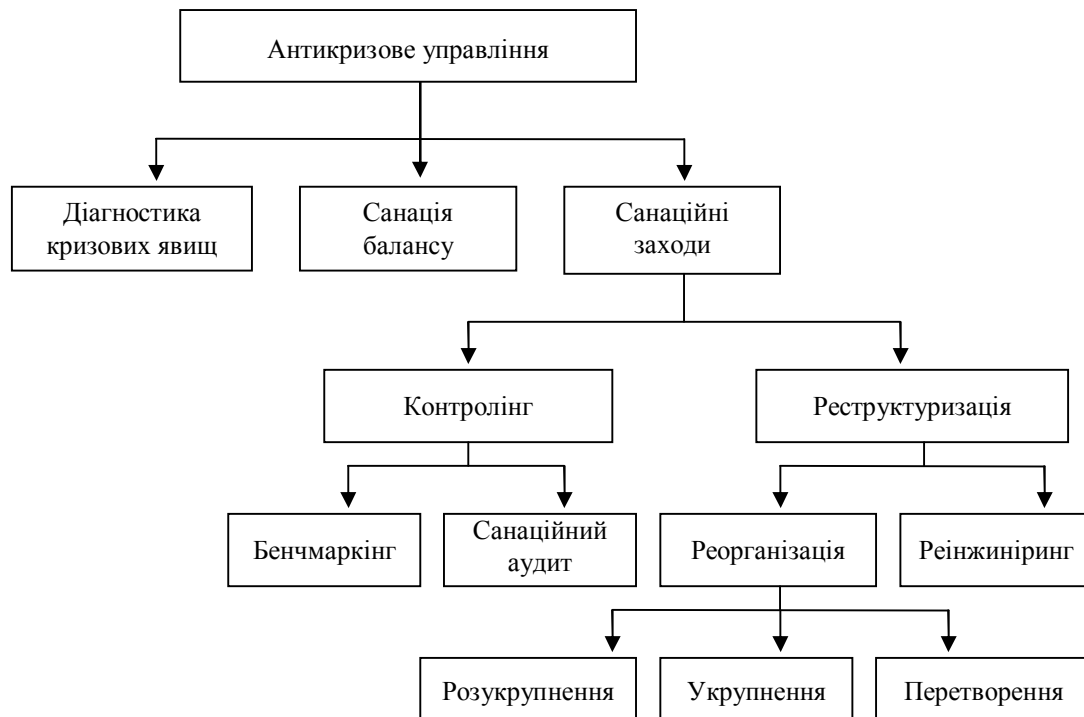 Антикризове управління
Діагностика
кризових явищ
Санація
балансу
Санаційні
заходи
Контролінг
Реструктуризація
Бенчмаркінг
Санаційний
аудит
Реорганізація
Реінжиніринг
Розукрупнення
Укрупнення
Перетворення